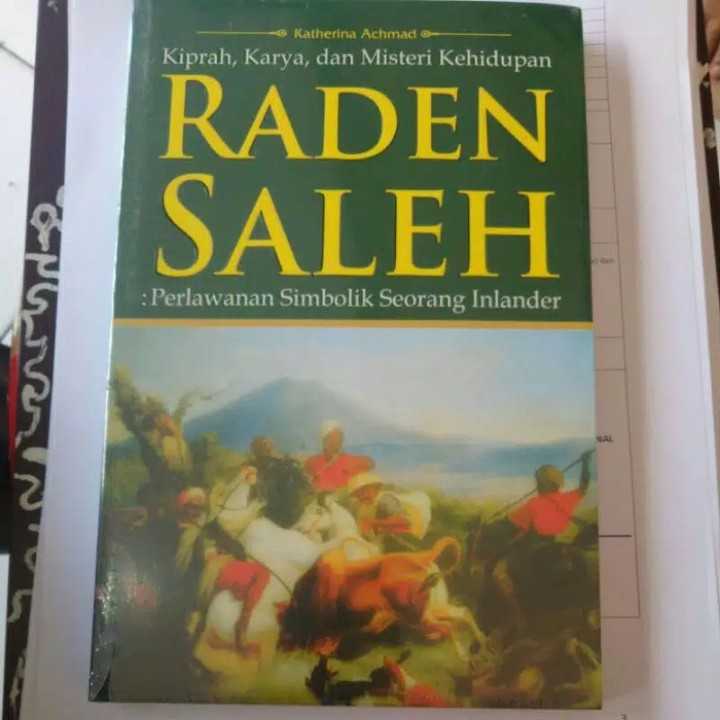 Katherina Achmad
Kiprah, Karya, dan Misteri Kehidupan
RADEN
SALEH
: Perlawanan Simbolik Seorang Inlander